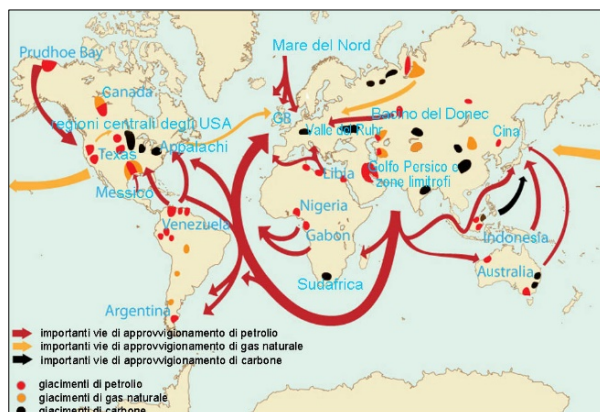 Prudhoe Bay
Mare del Nord
Canada
GB
Bacino del Donec
regioni centrali degli USA
Valle del Ruhr
Cina
Texas
Appalachi
Libia
Golfo Persico e
zone limitrofi
Messico
Nigeria
Venezuela
Gabon
Indonesia
Australia
Sudafrica
Argentina
importanti vie di approvvigionamento di petrolio
importanti vie di approvvigionamento di gas naturale
importanti vie di approvvigionamento di carbone
giacimenti di petrolio
giacimenti di gas naturale
giacimenti di carbone